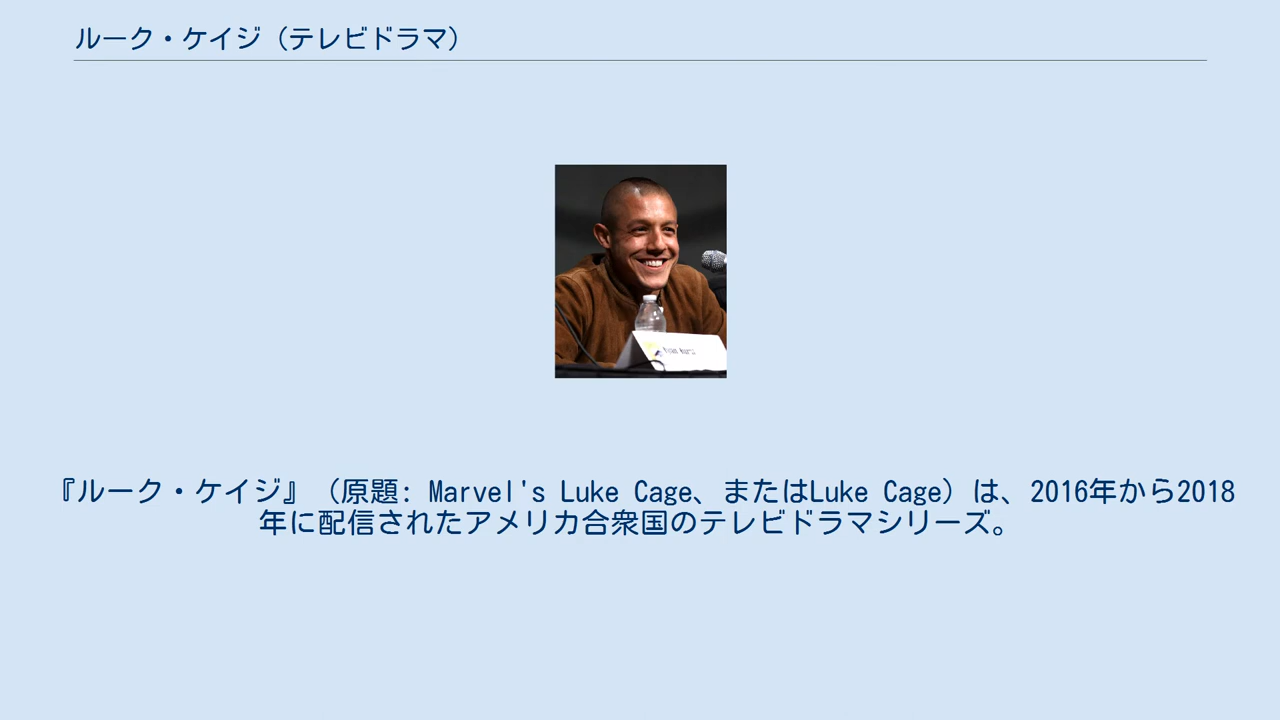 ルーク・ケイジ（テレビドラマ）
『ルーク・ケイジ』（原題: Marvel's Luke Cage、またはLuke Cage）は、2016年から2018
年に配信されたアメリカ合衆国のテレビドラマシリーズ。